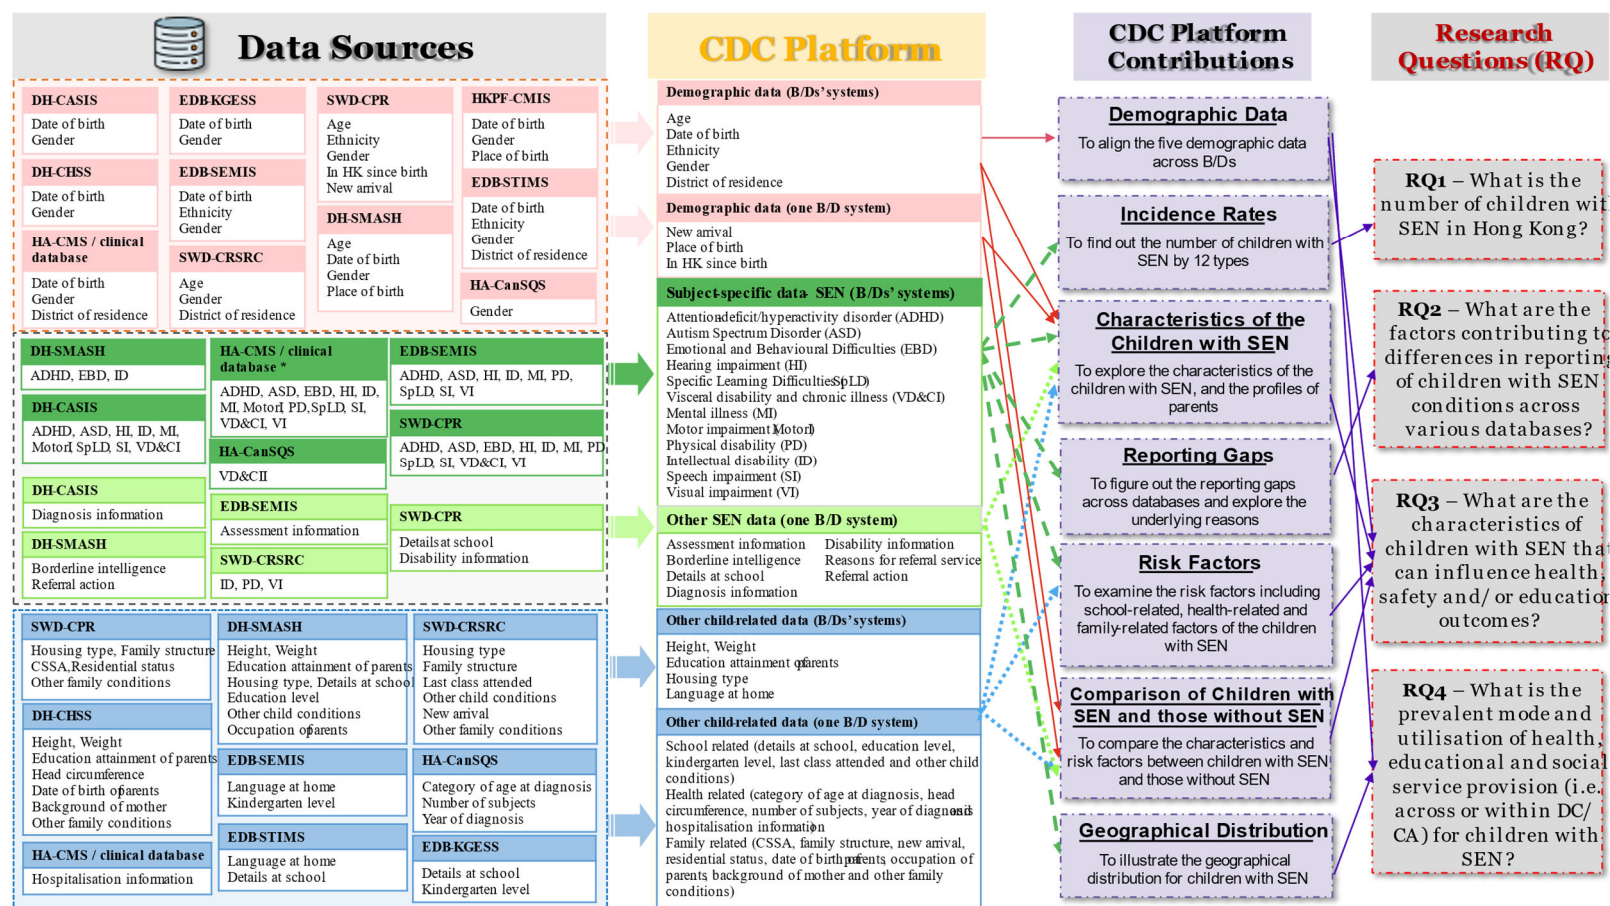 Data Sources
DH-CASIS
Date of birth
Gender
DH-CHSS
Date of birth
Gender
HA-CMS / clinical
database
Date of birth
Gender
District of residence
EDB-KGESS
Date of birth
Gender
EDB-SEMIS
Date of birth
Ethnicity
Gender
SWD-CRSRC
Age
Gender
District of residence
SWD-CPR
Age
Ethnicity
Gender
In HK since birth
New arrival
DH-SMASH
Age
Date of birth
Gender
Place of birth
HKPF-CMIS
Date of birth
Gender
Place of birth
EDB-STIMS
Date of birth
Ethnicity
Gender
District of residence
HA-CanSQS
Gender
DH-SMASH
ADHD, EBD, ID
DH-CASIS
ADHD, ASD, HI, ID, MI,
MotorI, SpLD, SI, VD&CI
HA-CMS / clinical
database *
ADHD, ASD, EBD, HI, ID,
MI, MotorI, PD, SpLD, SI,
VD&CI, VI
HA-CanSQS
VD&CII
EDB-SEMIS
ADHD, ASD, HI, ID, MI, PD,
SpLD, SI, VI
SWD-CPR
ADHD, ASD, EBD, HI, ID, MI, PD
SpLD, SI, VD&CI, VI
DH-CASIS
Diagnosis information
DH-SMASH
Borderline intelligence
Referral action
EDB-SEMIS
Assessment information
SWD-CRSRC
ID, PD, VI
SWD-CPR
Details at school
Disability information
SWD-CPR
Housing type, Family structure
CSSA,Residential status
Other family conditions
DH-CHSS
Height, Weight
Education attainment of parents
Head circumference
Date of birth of parents
Background of mother
Other family conditions
HA-CMS / clinical database
Hospitalisation information
DH-SMASH
Height, Weight
Education attainment of parents
Housing type, Details at school
Education level
Other child conditions
Occupation of parents
EDB-SEMIS
Language at home
Kindergarten level
EDB-STIMS
Language at home
Details at school
SWD-CRSRC
Housing type
Family structure
Last class attended
Other child conditions
New arrival
Other family conditions
HA-CanSQS
Category of age at diagnosis
Number of subjects
Year of diagnosis
EDB-KGESS
Details at school
Kindergarten level
CDC Platform
Demographic data (B/Ds' systems)
Age
Date of birth
Ethnicity
Gender
District of residence
Demographic data (one B/D system)
New arrival
Place of birth
In HK since birth
Subject-specific data- SEN (B/Ds' systems)
Attention-deficit/hyperactivity disorder (ADHD)
Autism Spectrum Disorder (ASD)
Emotional and Behavioural Difficulties (EBD)
Hearing impairment (HI)
Specific Learning Difficulties (SpLD)
Visceral disability and chronic illness (VD&CI)
Mental illness (MI)
Motor impairment (MotorI)
Physical disability (PD)
Intellectual disability (ID)
Speech impairment (SI)
Visual impairment (VI)
Other SEN data (one B/D system)
Assessment information
Borderline intelligence
Details at school
Diagnosis information
Disability information
Reasons for referral service
Referral action
Other child-related data (B/Ds' systems)
Height, Weight
Education attainment of parents
Housing type
Language at home
Other child-related data (one B/D system)
School related (details at school, education level,
kindergarten level, last class attended and other child
conditions)
Health related (category of age at diagnosis, head
circumference, number of subjects, year of diagnosis and
hospitalisation information)
Family related (CSSA, family structure, new arrival,
residential status, date of birth of parents, occupation of
parents, background of mother and other family
conditions)
CDC Platform
Contributions
Demographic Data
To align the five demographic data
across B/Ds
Incidence Rates
To find out the number of children with
SEN by 12 types
Characteristics of the
Children with SEN
To explore the characteristics of the
children with SEN, and the profiles of
parents
Reporting Gaps
To figure out the reporting gaps
across databases and explore the
underlying reasons
Risk Factors
To examine the risk factors including
school-related, health-related and
family-related factors of the children
with SEN
Comparison of Children with
SEN and those without SEN
To compare the characteristics and
risk factors between children with SEN
and those without SEN
Geographical Distribution
To illustrate the geographical
distribution for children with SEN
Research
Questions (RQ)
RQ1 – What is the
number of children wit
SEN in Hong Kong?
RQ2 – What are the
factors contributing to
differences in reporting
of children with SEN
conditions across
various databases?
RQ3 – What are the
characteristics of
children with SEN that
can influence health,
safety and/ or education
outcomes?
RQ4 – What is the
prevalent mode and
utilisation of health,
educational and social
service provision (i.e.
across or within DC/
CA) for children with
SEN?